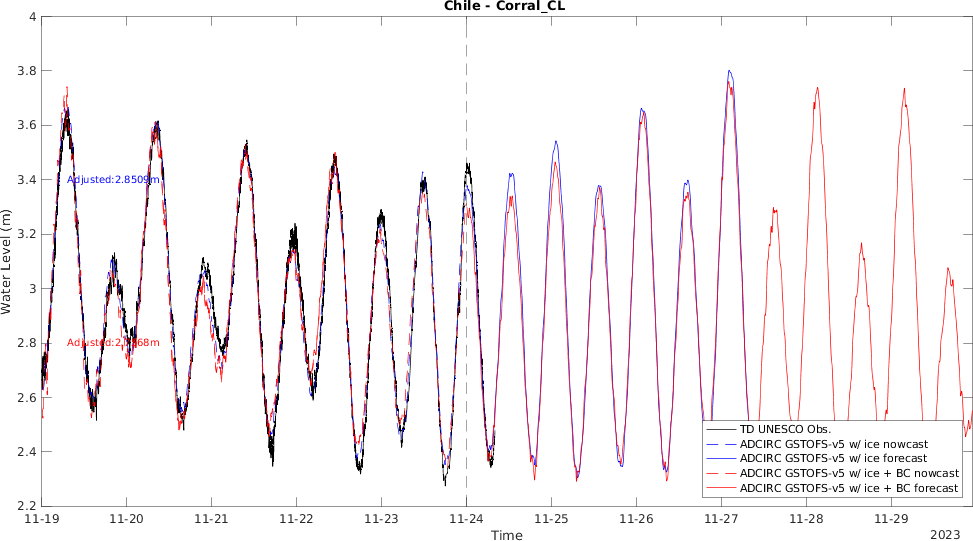 Chile - Corral_CL
4
3.8
3.6
3.4
3.2
3
2.8
2.6
2.4
2.2
Water Level (m)
Adjusted:2.8509m
TD UNESCO Obs.
ADCIRC GSTOFS-v5 w/ ice nowcast
ADCIRC GSTOFS-v5 w/ ice forecast
ADCIRC GSTOFS-v5 w/ ice + BC nowcast
ADCIRC GSTOFS-v5 w/ ice + BC forecast
11-19 11-20 11-21 11-22 11-23 11-24 11-25 11-26 11-27 11-28 11-29
Time
2023